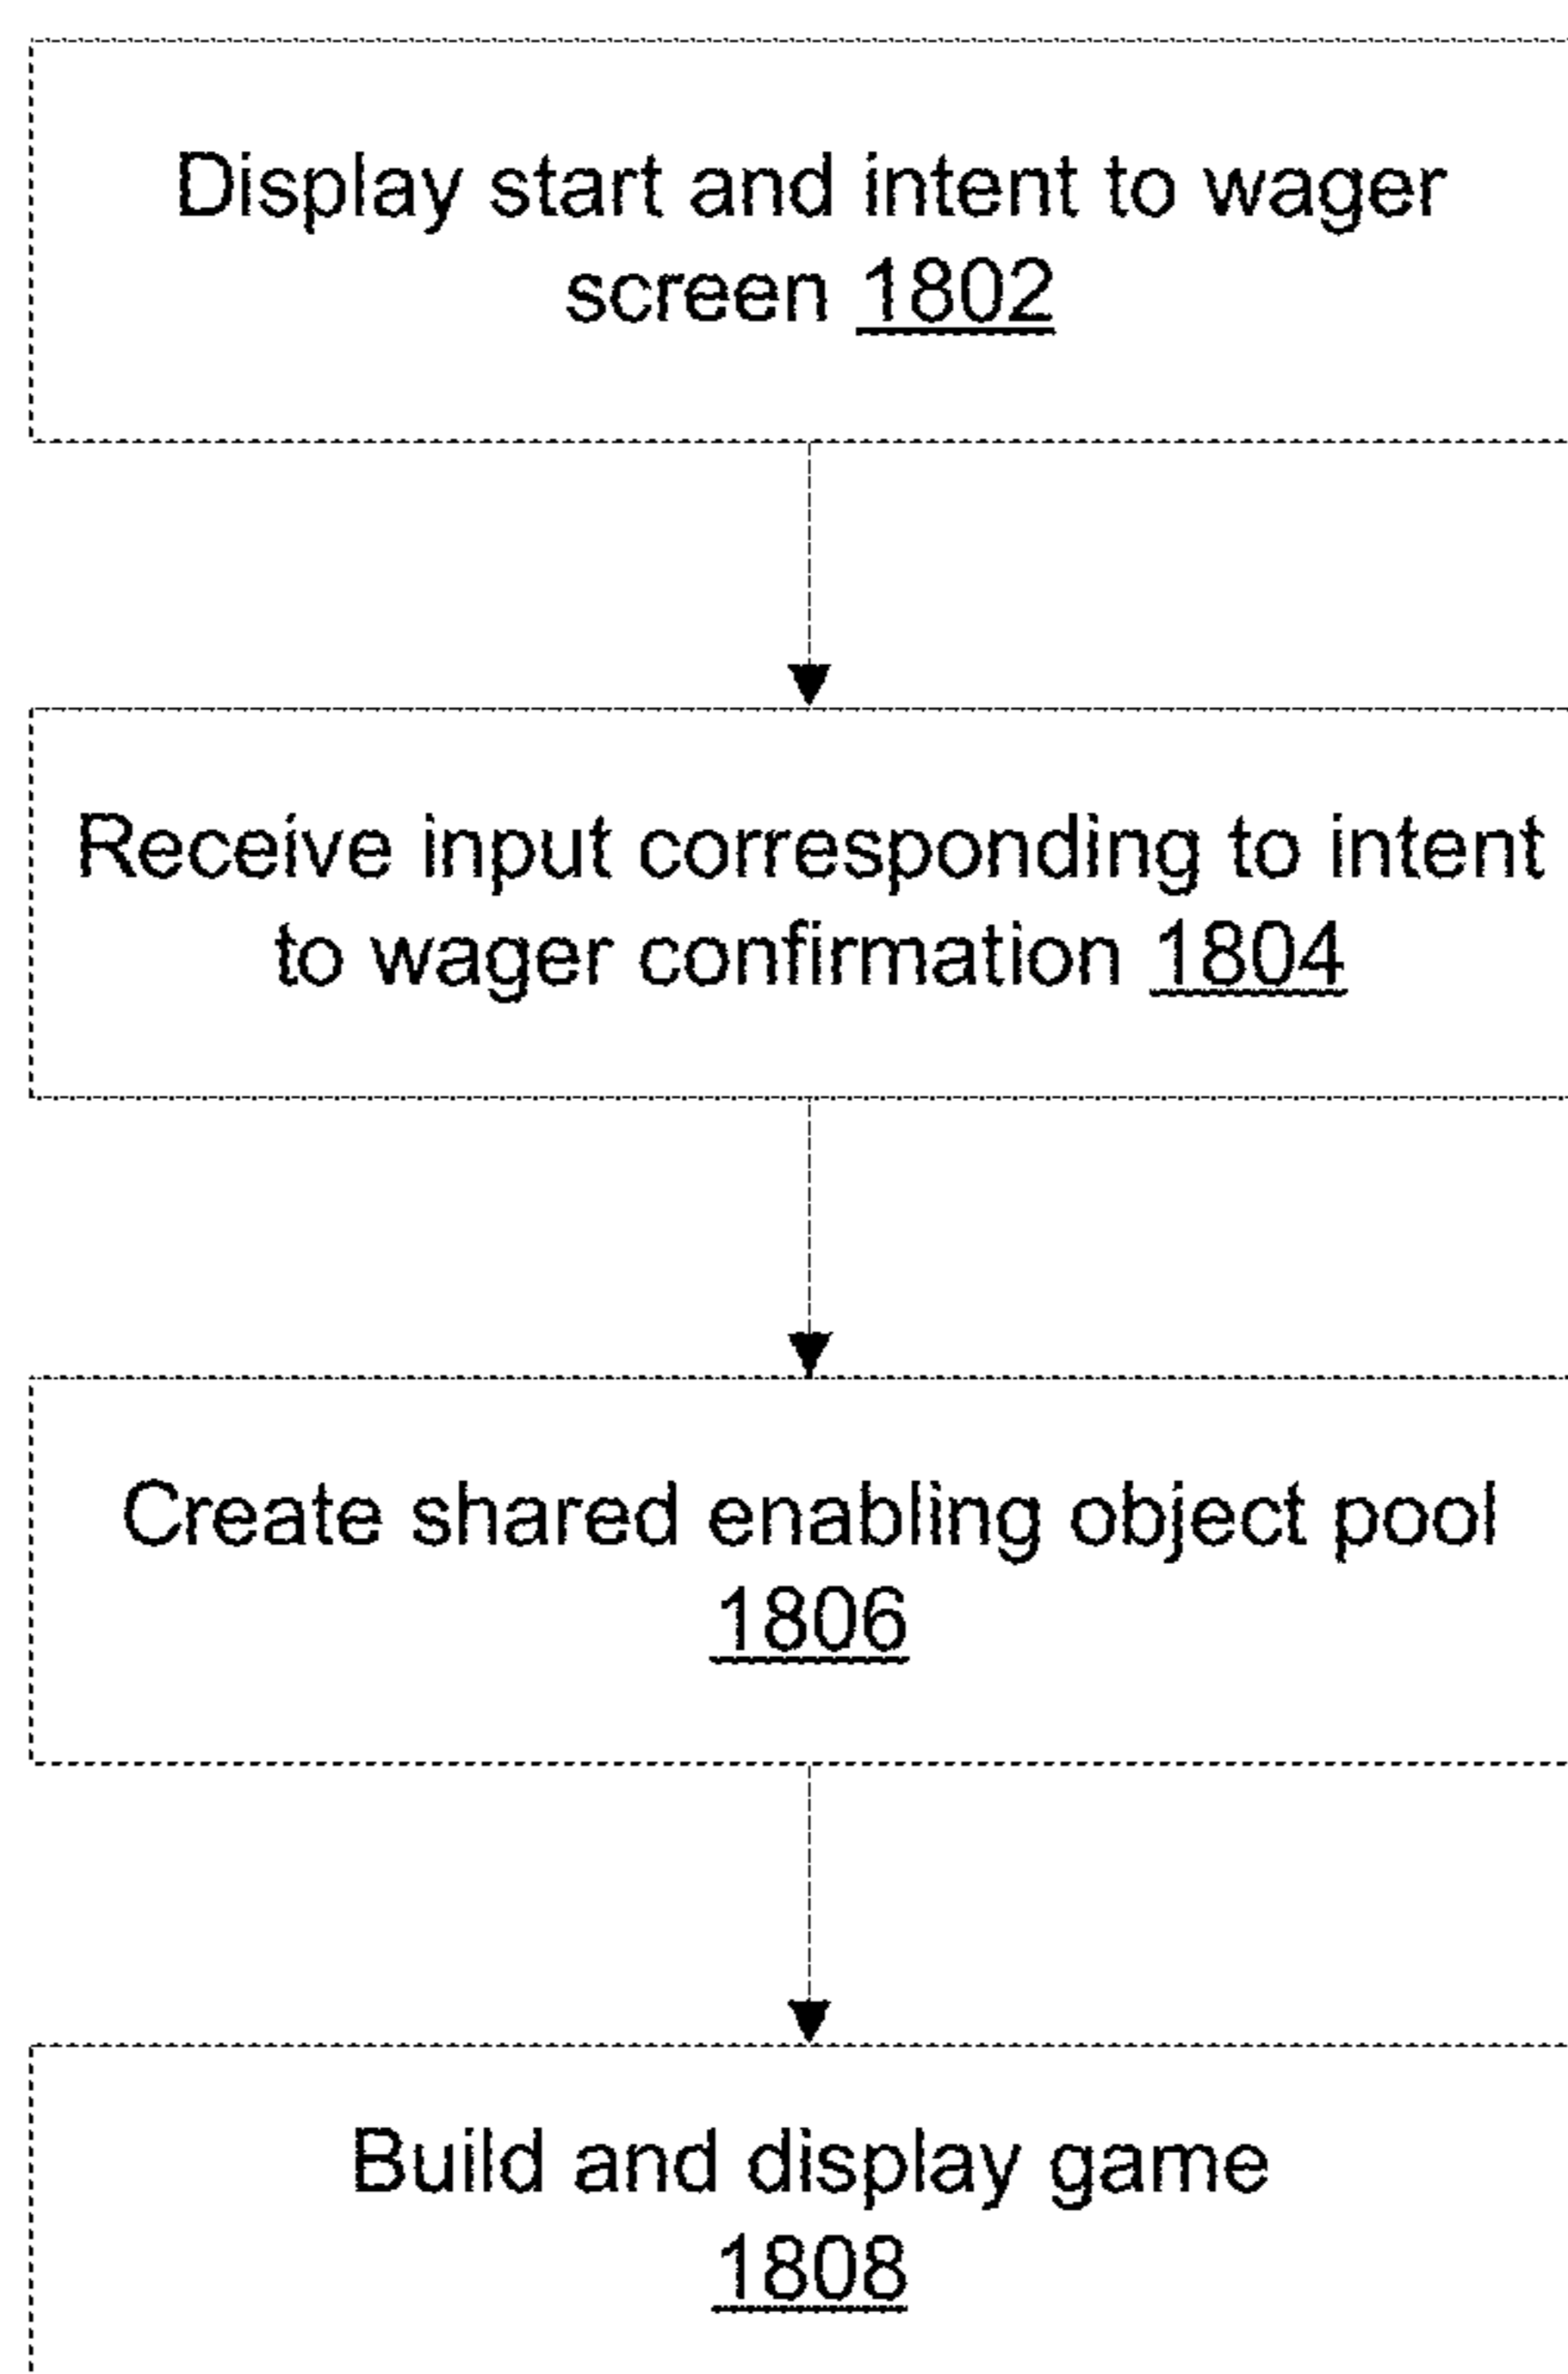 Display start and intent to wager
screen 1802
Receive input corresponding to intent
to wager confirmation 1804
Create shared enabling object pool
1806
Build and display game
1808